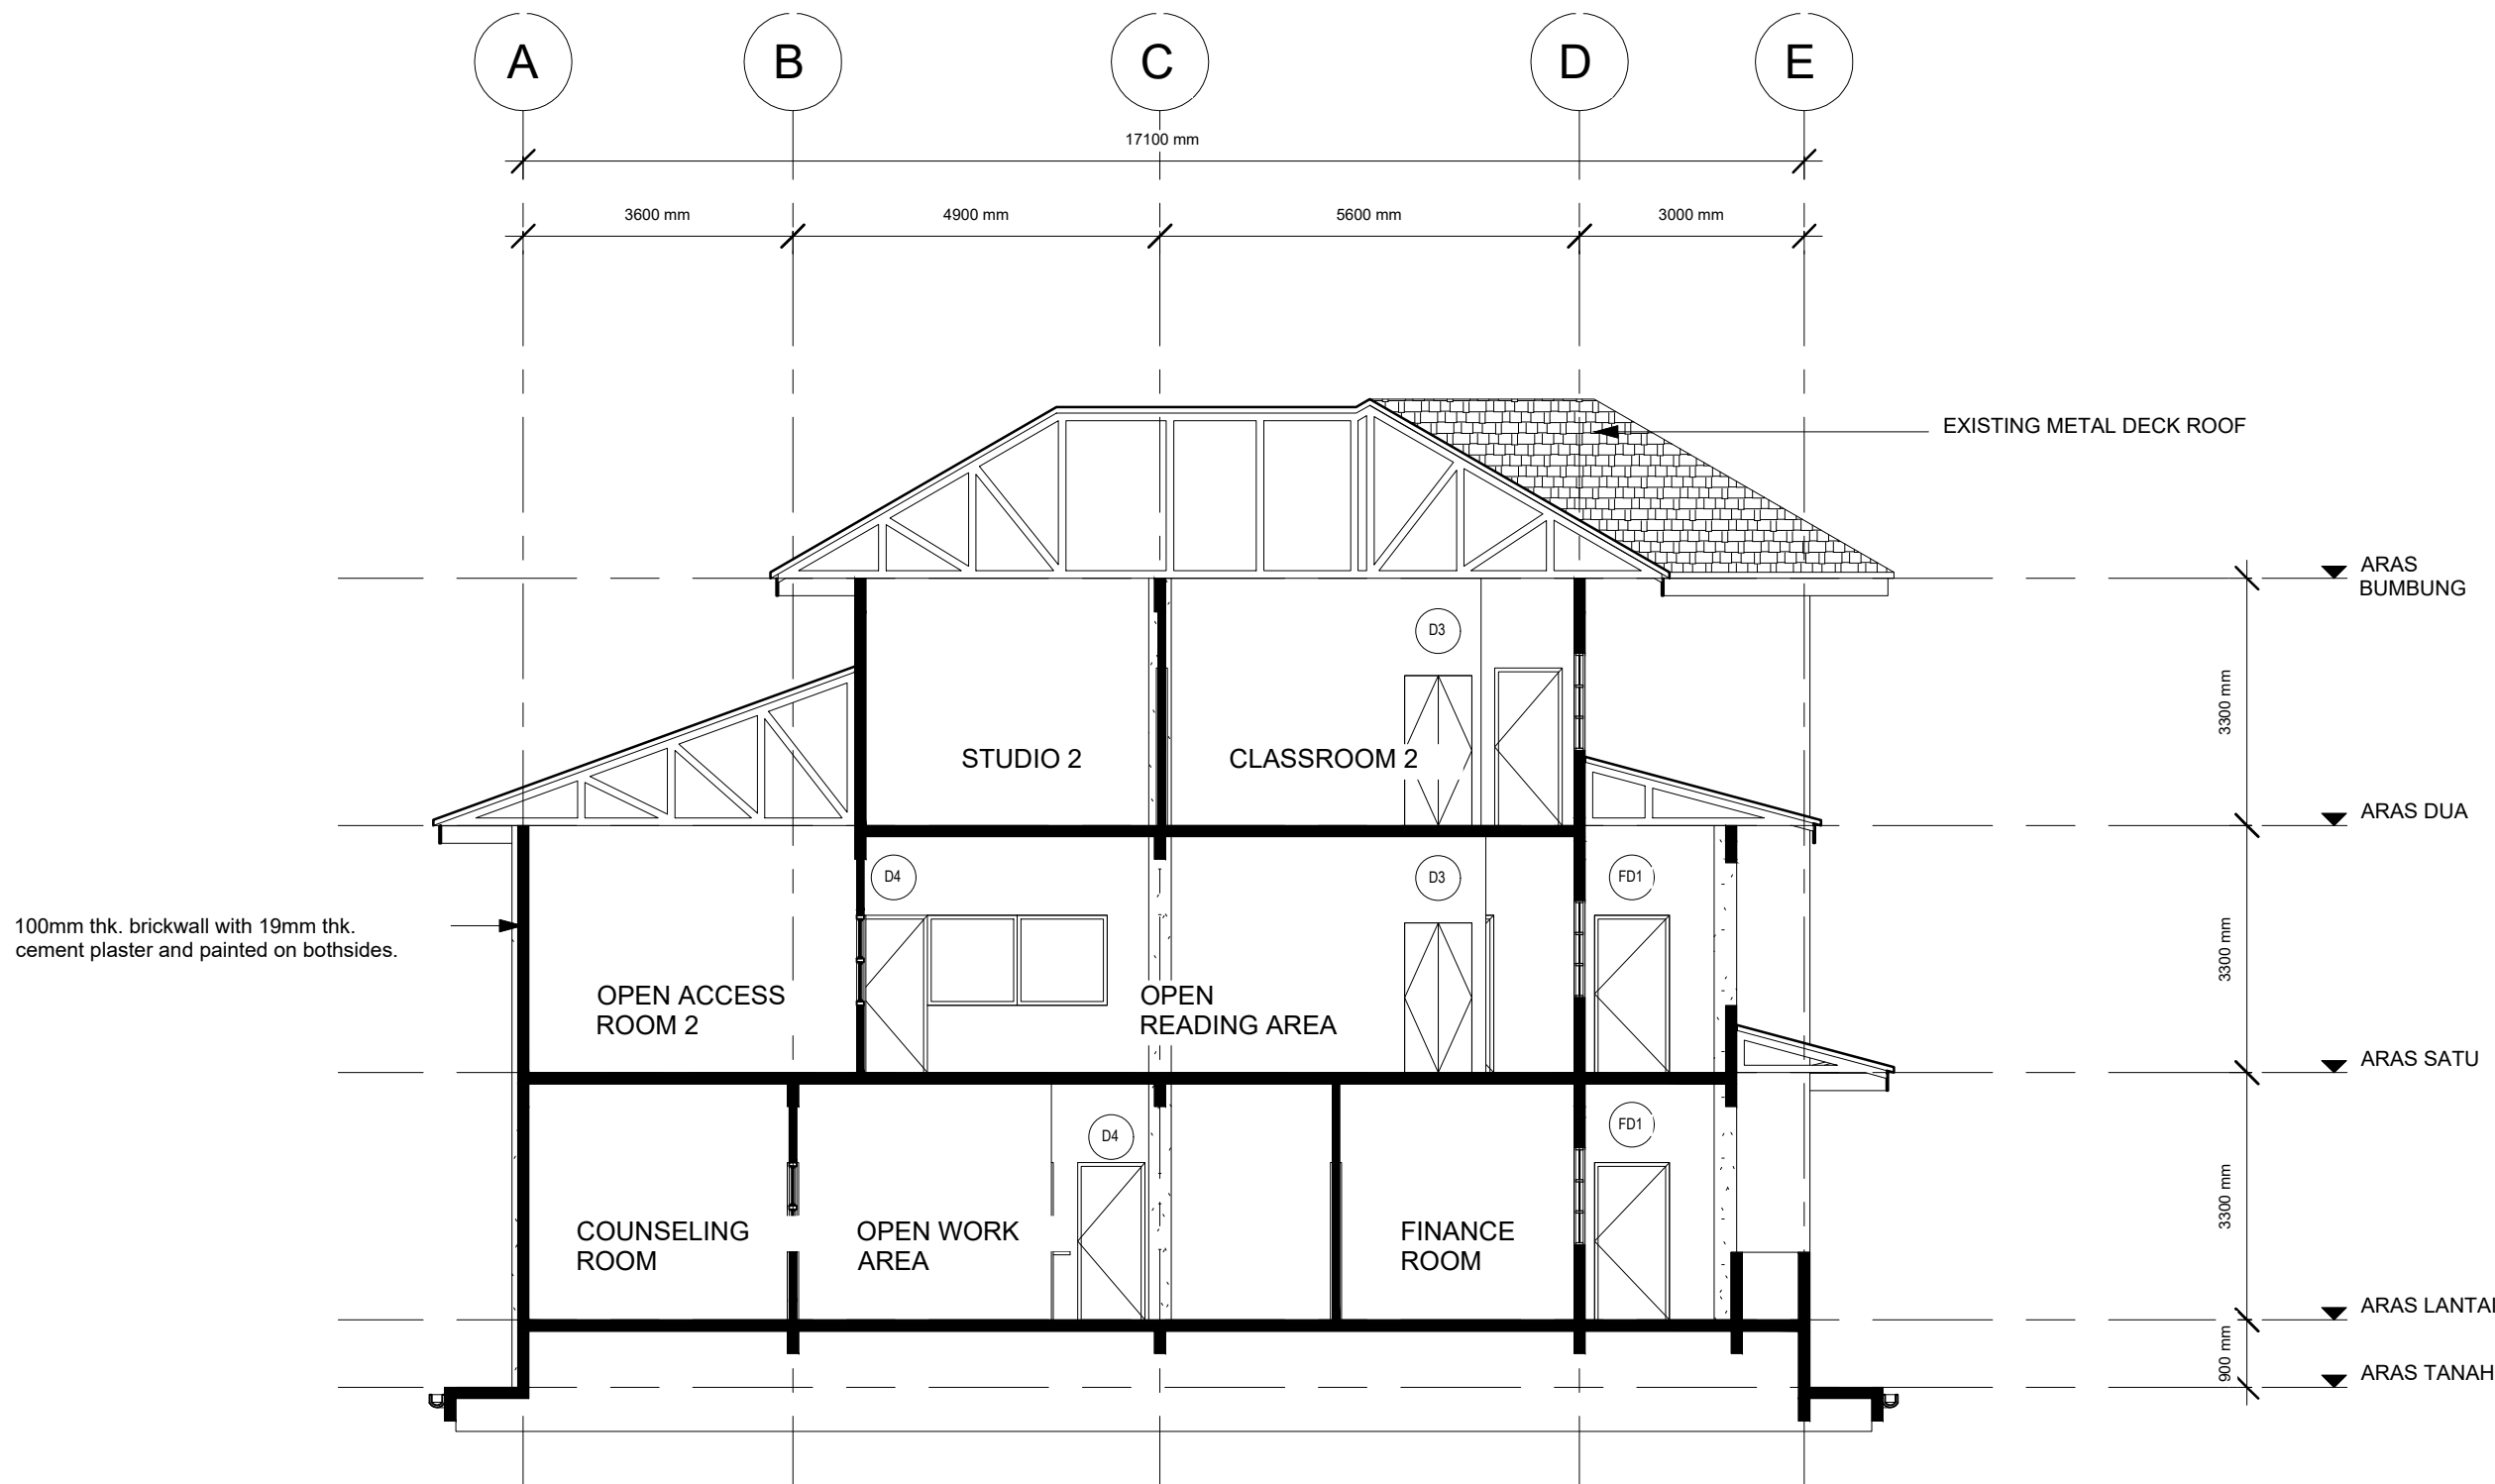 A
B
C
D
E
17100 mm
3600 mm
4900 mm
5600 mm
3000 mm
EXISTING METAL DECK ROOF
ARAS
BUMBUNG
D3
3300 mm
STUDIO 2
CLASSROOM 2
ARAS DUA
D4
D3
FD1
100mm thk. brickwall with 19mm thk.
cement plaster and painted on bothsides.
3300 mm
OPEN ACCESS
ROOM 2
OPEN
READING AREA
ARAS SATU
D4
FD1
3300 mm
COUNSELING
ROOM
OPEN WORK
AREA
FINANCE
ROOM
ARAS LANTAI
900 mm
ARAS TANAH